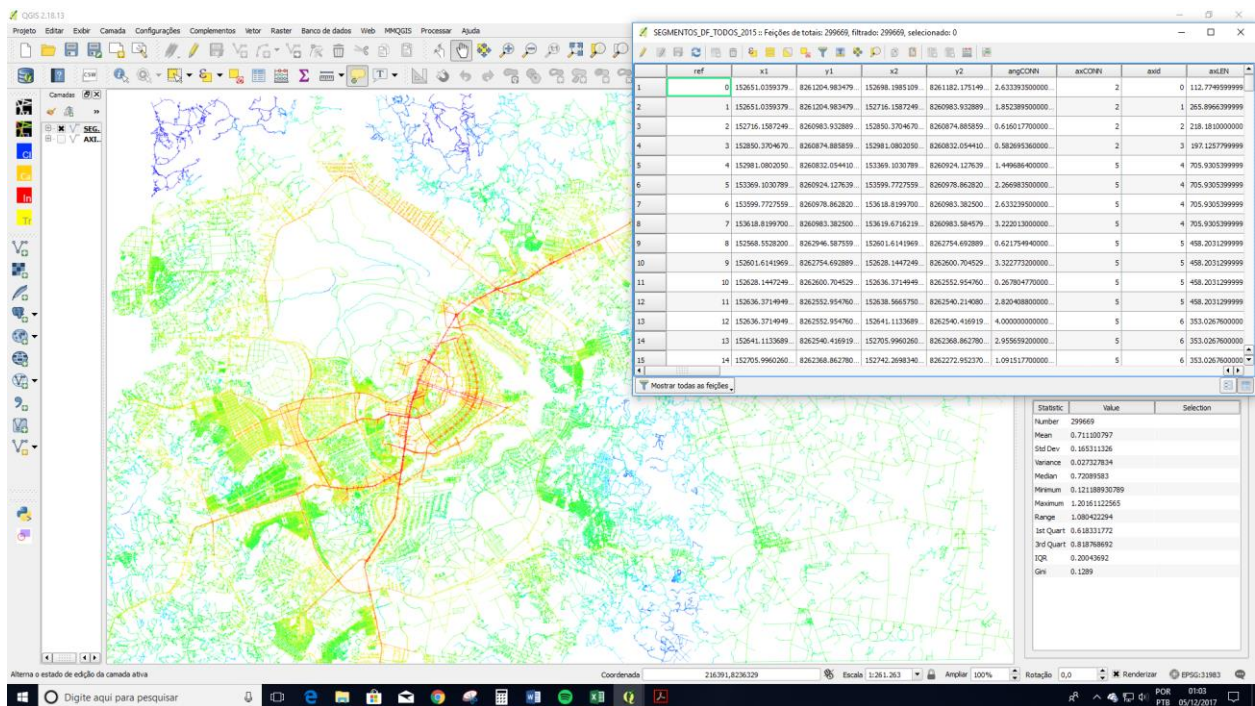 QGIS 2.18.13
Projeto Editar Exibir Camada Configurações Complementos Vetor Raster Banco de dados Web MMQGIS Processar Ajuda
CSW
Camadas
SEG.
AXI.
Ci
In
Tr
SEGMENTOS_DF_TODOS_2015 :: Feições de totais: 299669, filtrado: 299669, selecionado: 0
ref x1 y1 x2 y2 angCONN axCONN axid axLEN
1 0 152651.0359379... 8261204.983479... 152698.1985109... 8261182.175149... 2.633393500000... 2 0 112.7749599999
2 1 152651.0359379... 8261204.983479... 152716.1587249... 8260983.932889... 1.852389500000... 2 1 265.8966399999
3 2 152716.1587249... 8260983.932889... 152850.3704670... 8260874.885859... 0.616017700000... 2 2 218.1810000000
4 3 152850.3704670... 8260874.885859... 152981.0802050... 8260832.054410... 0.582695360000... 2 3 197.1257799999
5 4 152981.0802050... 8260832.054410... 153369.1030789... 8260924.127639... 1.449686400000... 5 4 705.9305399999
6 5 153369.1030789... 8260924.127639... 153599.7727559... 8260978.862820... 2.266983500000... 5 4 705.9305399999
7 6 153599.7727559... 8260978.862820... 153618.8199700... 8260983.382500... 2.633239500000... 5 4 705.9305399999
8 7 153618.8199700... 8260983.382500... 153619.6716219... 8260983.584579... 3.222013000000... 5 4 705.9305399999
9 8 152568.5528200... 8262946.587559... 152601.6141969... 8262754.692889... 0.621754940000... 5 5 458.2031299999
10 9 152601.6141969... 8262754.692889... 152628.1447249... 8262600.704529... 3.322773200000... 5 5 458.2031299999
11 10 152628.1447249... 8262600.704529... 152636.3714949... 8262552.954760... 0.267804770000... 5 5 458.2031299999
12 11 152636.3714949... 8262552.954760... 152638.5665750... 8262540.214080... 2.820408800000... 5 5 458.2031299999
13 12 152636.3714949... 8262552.954760... 152641.1133689... 8262540.416919... 4.000000000000... 5 6 353.0267600000
14 13 152641.1133689... 8262540.416919... 152705.9960260... 8262368.862780... 2.955659200000... 5 6 353.0267600000
15 14 152705.9960260... 8262368.862780... 152742.2698340... 8262272.952370... 1.091517700000... 5 6 353.0267600000
Mostrar todas as feições
Statistic Value Selection
Number 299669
Mean 0.711100797
Std Dev 0.165311326
Variance 0.027327834
Median 0.72089583
Minimum 0.121188930789
Maximum 1.20161122565
Range 1.080422294
1st Quart 0.618331772
3rd Quart 0.818768692
IQR 0.20043692
Gini 0.1289
Alterna o estado de edição da camada ativa
Coordenada 216391,8236329 Escala 1:261.263 Ampliar 100% Rotação 0,0 Renderizar EPSG:31983
Digite aqui para pesquisar
POR
PTB
01:03
05/12/2017